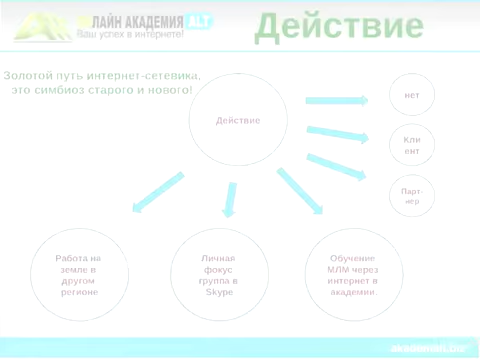 ЛАЙН АКАДЕМИЯ ALT
Ваш успех в интернете!
Действие
Золотой путь интернет-сетевика,
это симбиоз старого и нового!
Действие
нет
Кли
ент
Парт-
нер
Работа на
земле в
другом
регионе
Личная
фокус
группа в
Skype
Обучение
МЛМ через
интернет в
академии.